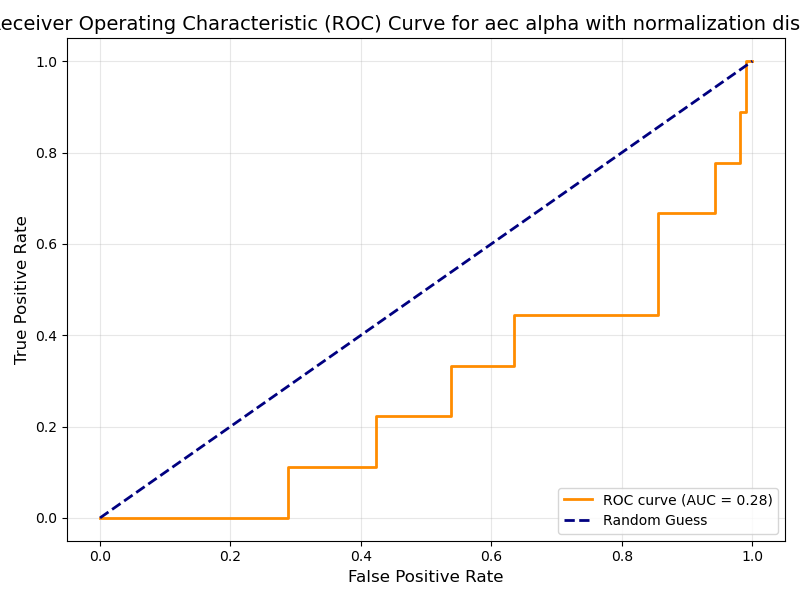 Receiver Operating Characteristic (ROC) Curve for aec alpha with normalization dis
1.0
0.8
0.6
0.4
0.2
0.0
True Positive Rate
0.0 0.2 0.4 0.6 0.8 1.0
False Positive Rate
ROC curve (AUC = 0.28)
Random Guess